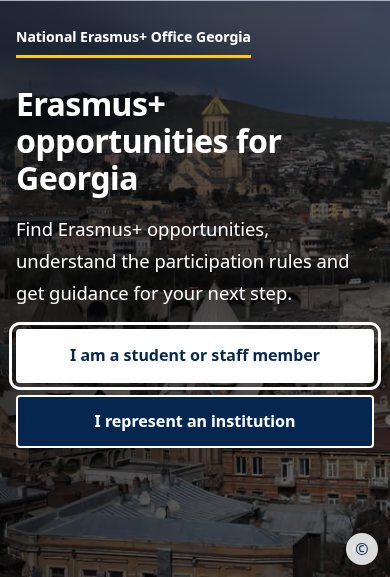 National Erasmus+ Office Georgia
Erasmus+
opportunities for
Georgia
Find Erasmus+ opportunities,
understand the participation rules and
get guidance for your next step.
I am a student or staff member
I represent an institution
©